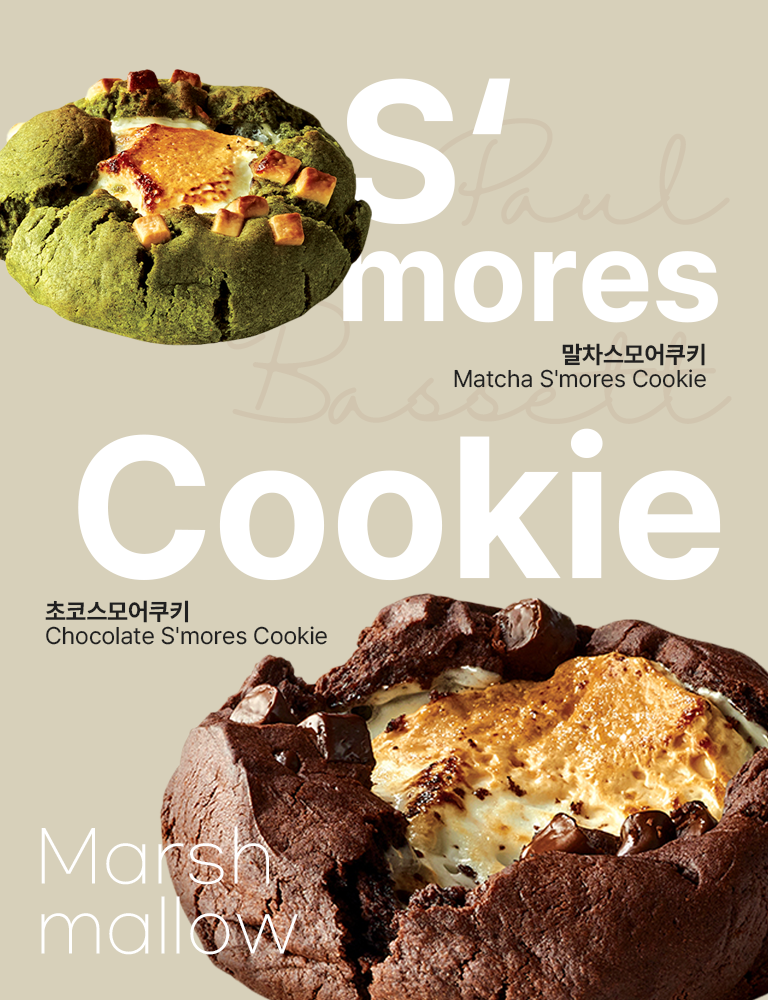 S'
Paul
mores
말차스모어쿠키
Matcha S'mores Cookie
Bassett
Cookie
초코스모어쿠키
Chocolate S'mores Cookie
Marsh
mallow